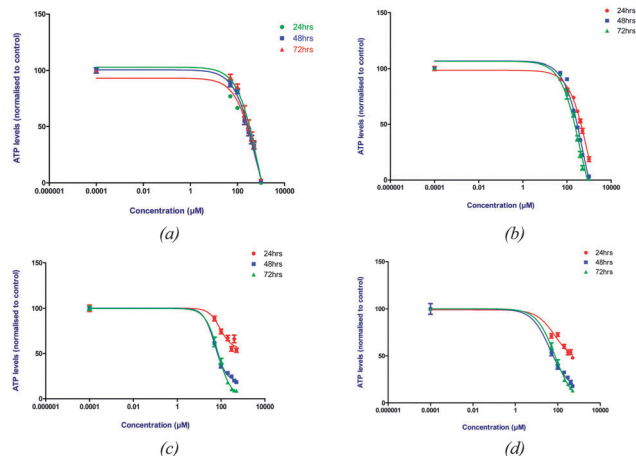 24hrs
48hrs
72hrs
ATP levels (normalised to control)
150
100
50
0.000001 0.0001 0.01 1 100 10000
Concentration (µM)
(a)
24hrs
48hrs
72hrs
ATP levels (normalised to control)
150
100
50
0.000001 0.0001 0.01 1 100 10000
Concentration (µM)
(b)
24hrs
48hrs
72hrs
ATP levels (normalised to control)
150
100
50
0
0.000001 0.0001 0.01 1 100 10000
Concentration (µM)
(c)
24hrs
48hrs
72hrs
ATP levels (normalised to control)
150
100
50
0
0.000001 0.0001 0.01 1 100 10000
Concentration (µM)
(d)